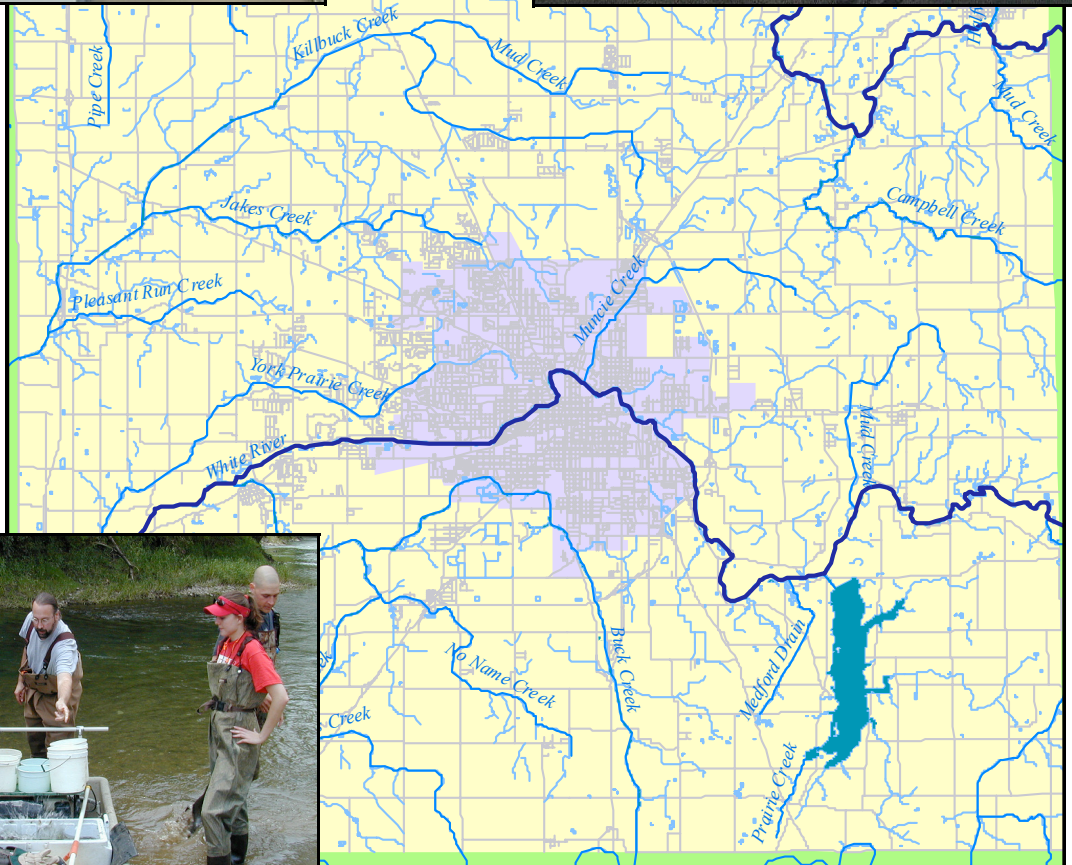 Killbuck Creek
Pipe Creek
Mud Creek
Mud Creek
Jakes Creek
Campbell Creek
Pleasant Run Creek
Muncie Creek
York Prairie Creek
White River
Mud Creek
No Name Creek
Buck Creek
Medford Drain
Creek
Prairie Creek